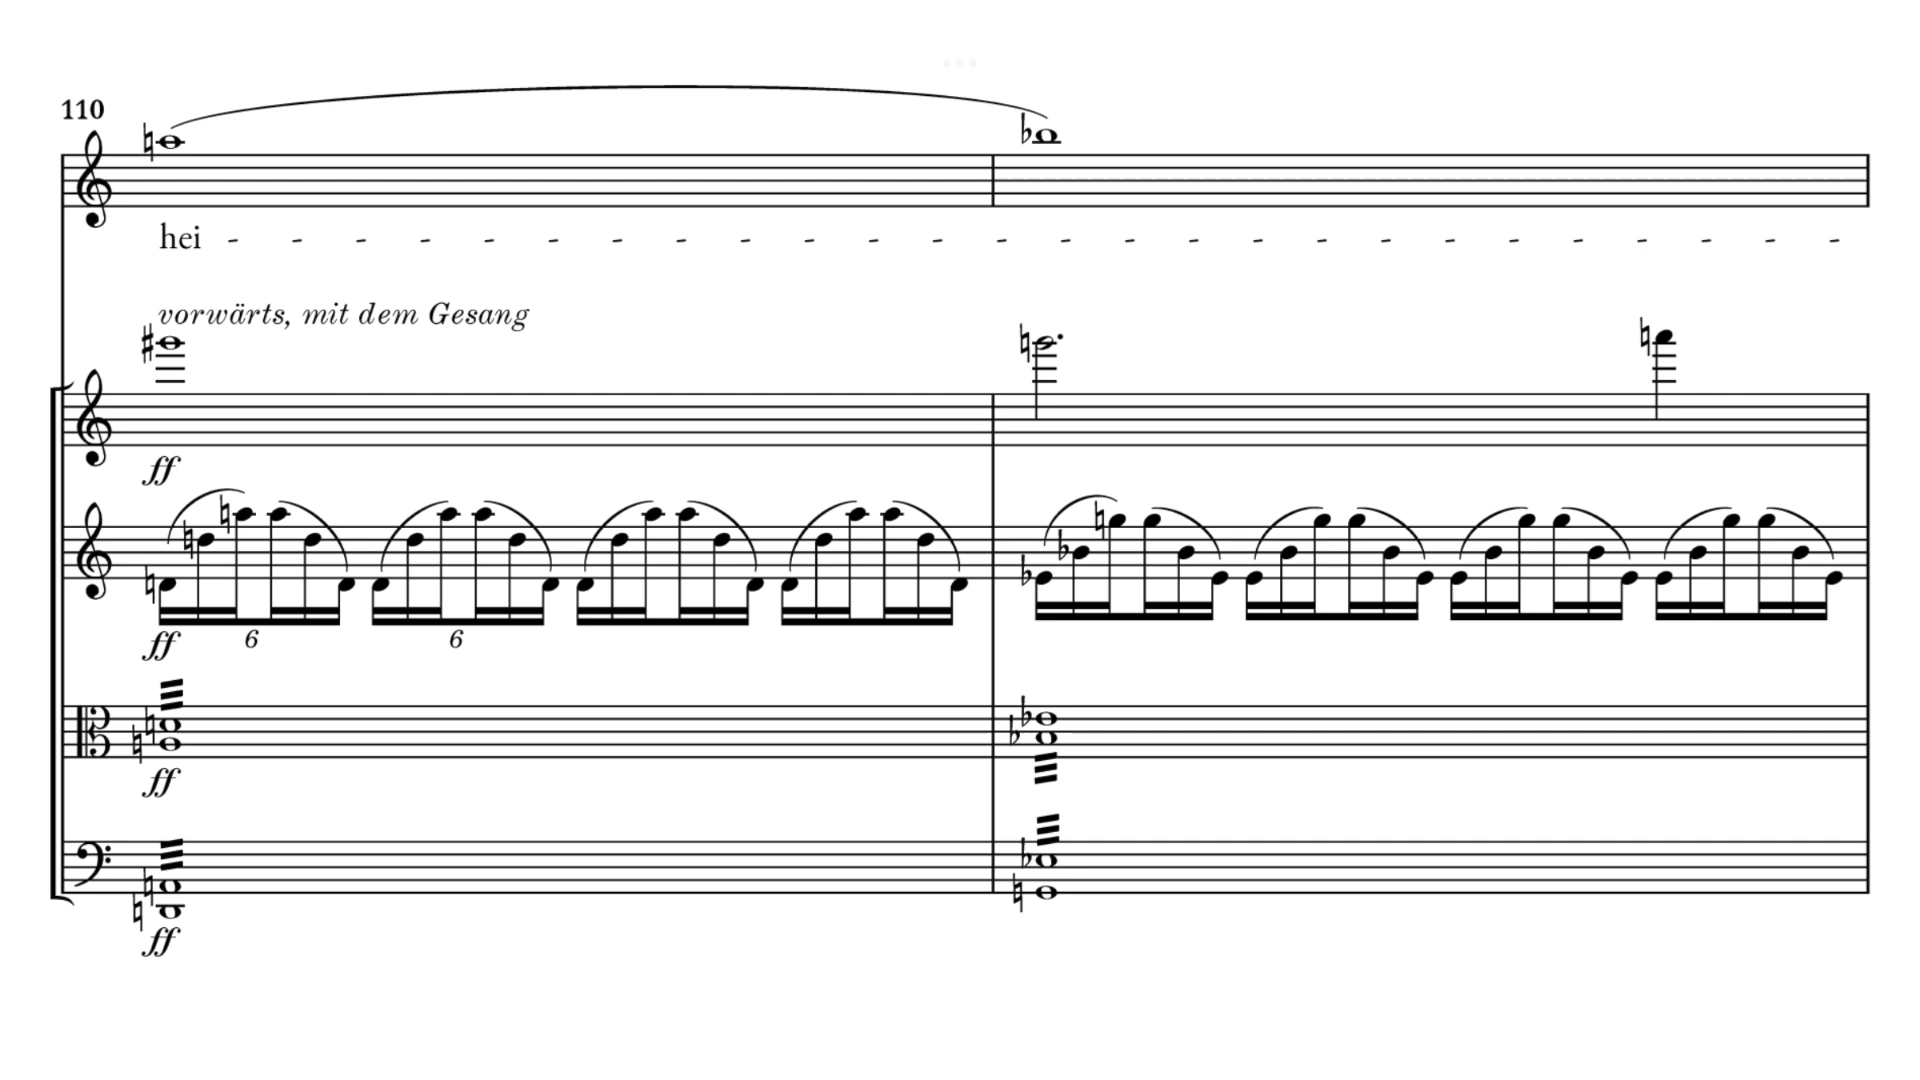 110
hei - - - - - - - - - - - - - - - - - - - - - - - - - -
vorwärts, mit dem Gesang
ff
ff
6
6
ff
ff